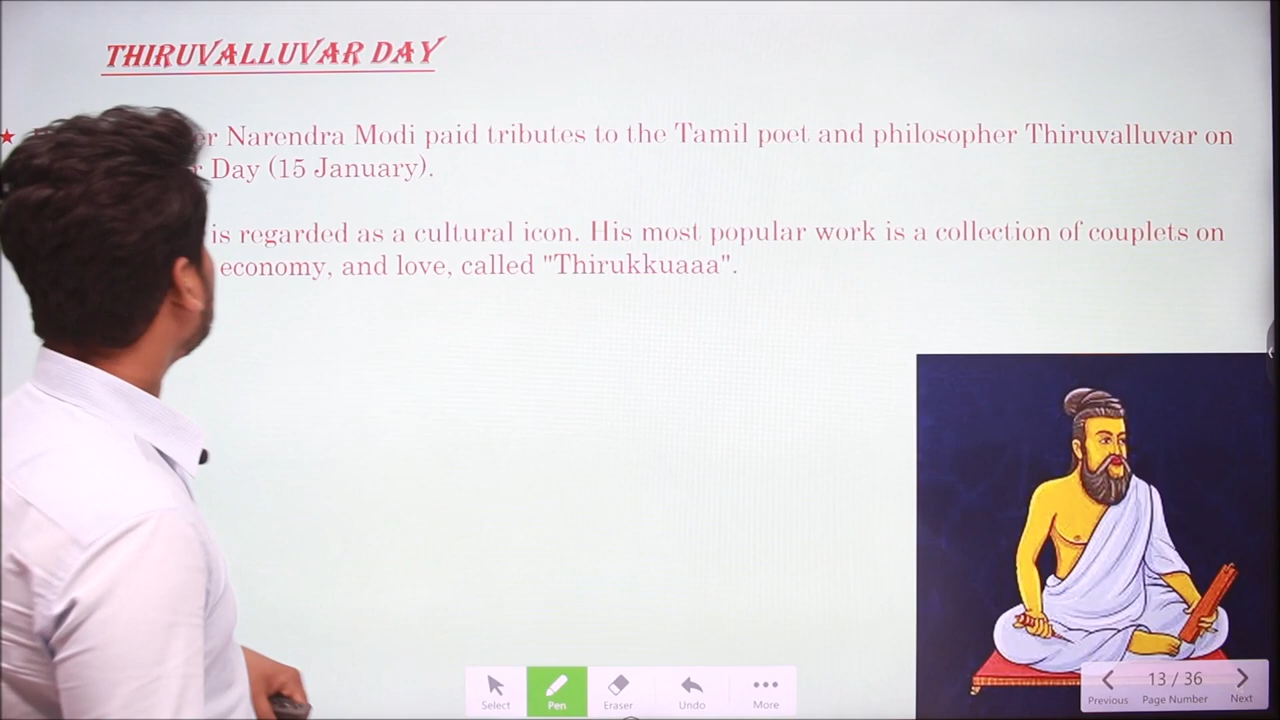 THIRUVALLUVAR DAY
Narendra Modi paid tributes to the Tamil poet and philosopher Thiruvalluvar on
Day (15 January).
is regarded as a cultural icon. His most popular work is a collection of couplets on
economy, and love, called "Thirukkuaaa".
Select
Pen
Eraser
Undo
More
Previous
13 / 36
Page Number
Next